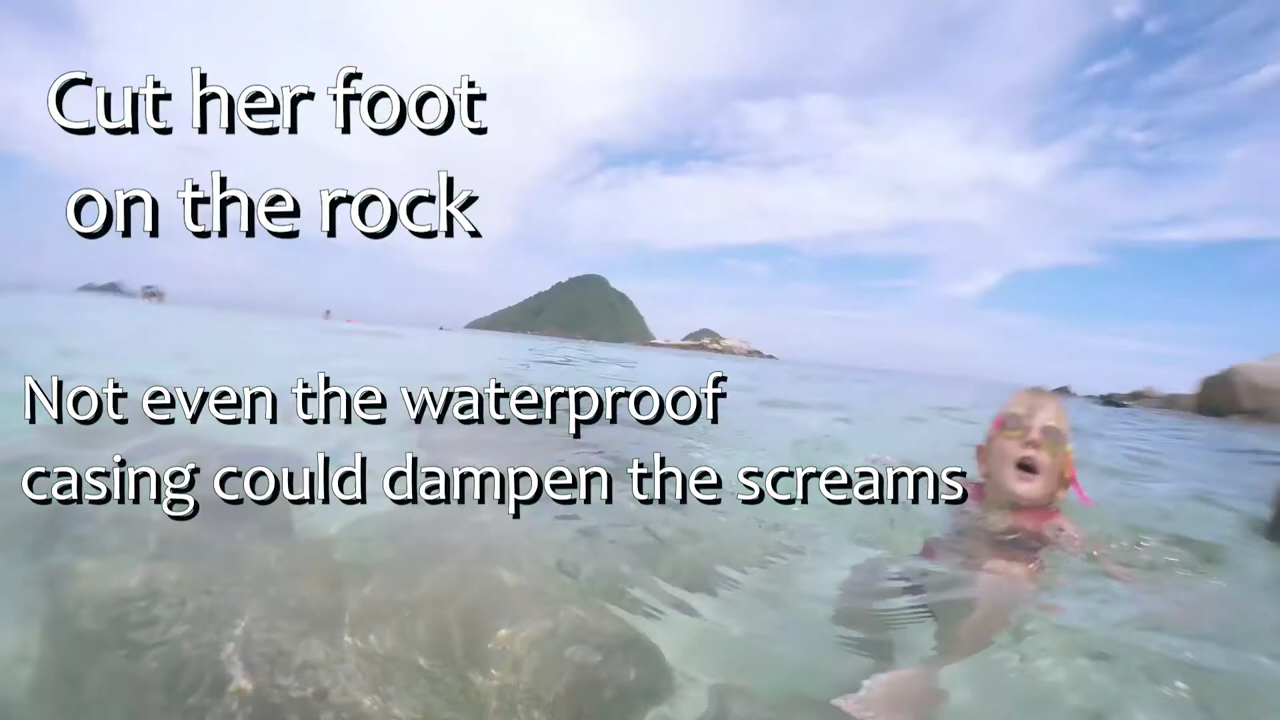 Cut her foot
on the rock
Not even the waterproof
casing could dampen the screams